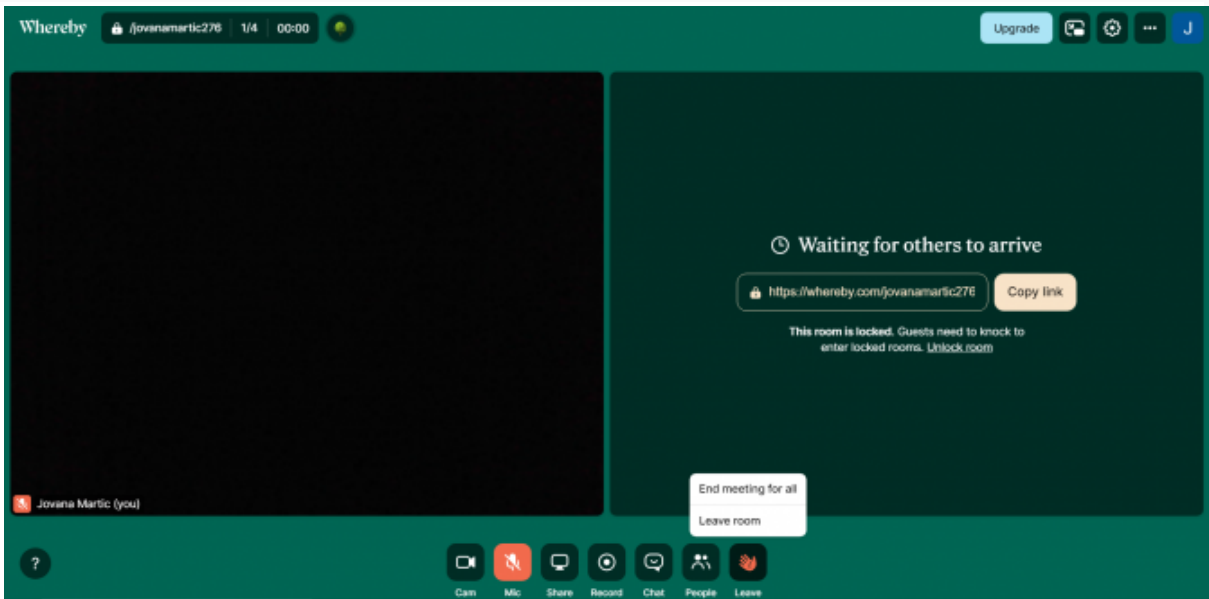 Whereby
/jovanamartic276
1/4
00:00
Upgrade
J
Waiting for others to arrive
https://whereby.com/jovanamartic276
Copy link
This room is locked. Guests need to knock to
enter locked rooms. Unlock room
Jovana Martic (you)
End meeting for all
Leave room
?
Cam
Mic
Share
Record
Chat
People
Leave